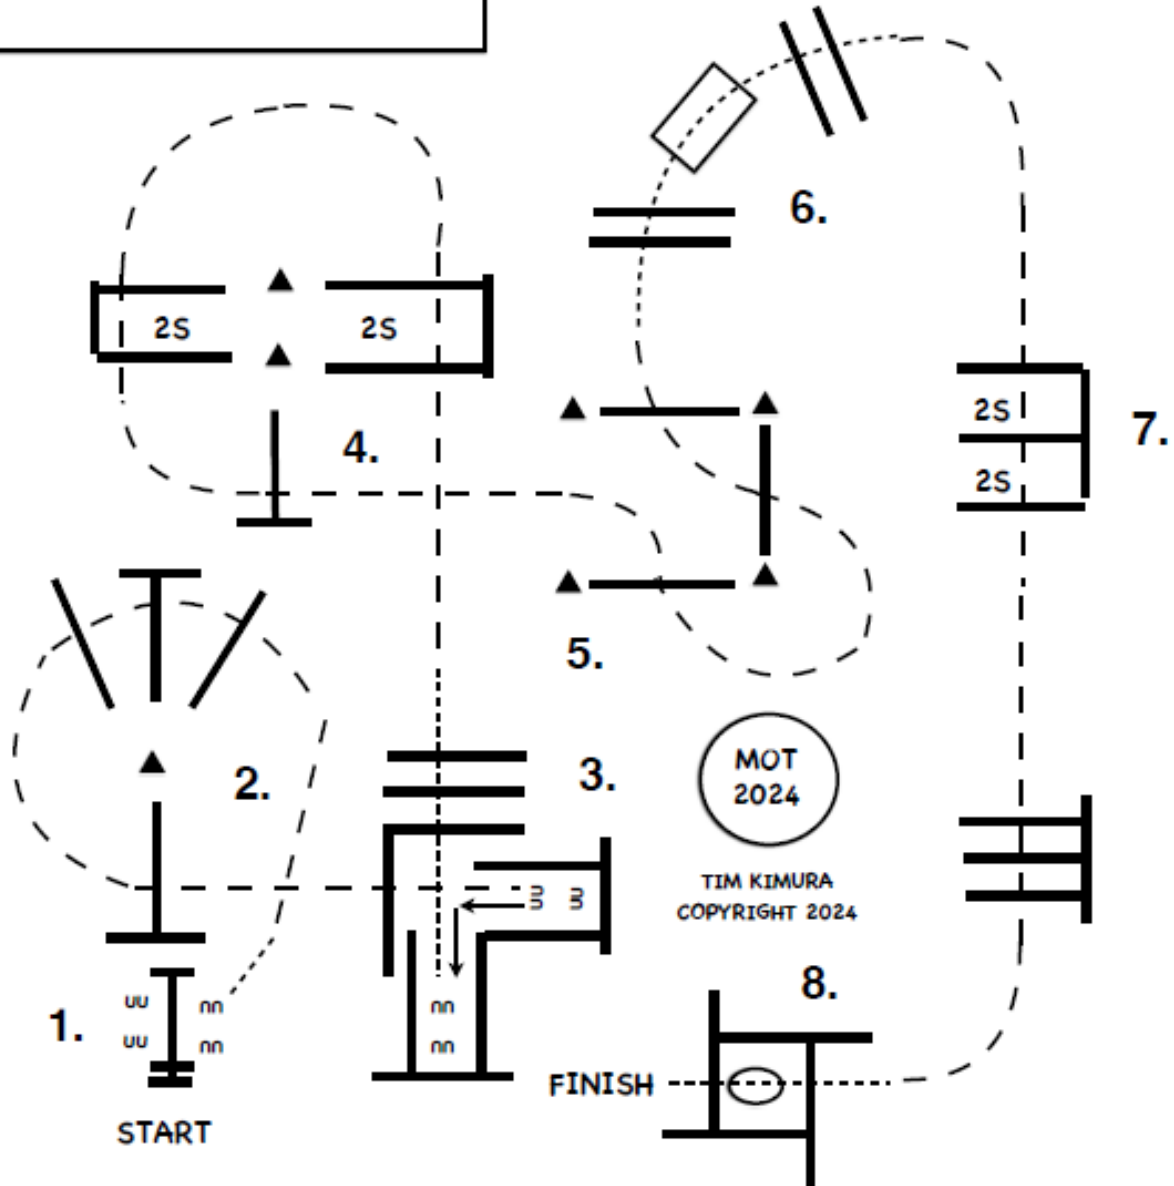 6.
2S
2S
2S
7.
4.
2S
5.
MOT
2024
3.
2.
TIM KIMURA
COPYRIGHT 2024
8.
1.
FINISH
START